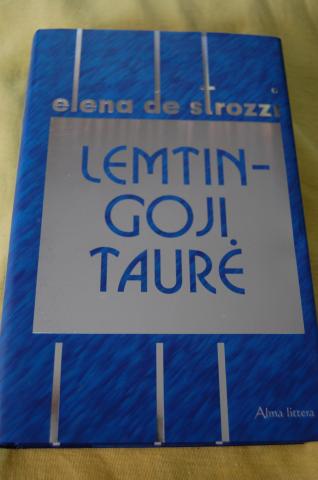 elena de strozzi
LEMTIN-
GOJI
TAURĖ
Alma littera